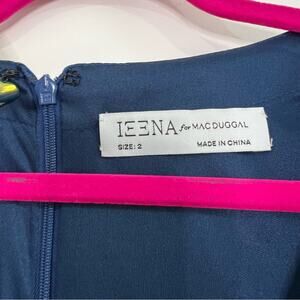 IEENA for MAC DUGGAL
SIZE: 2 MADE IN CHINA